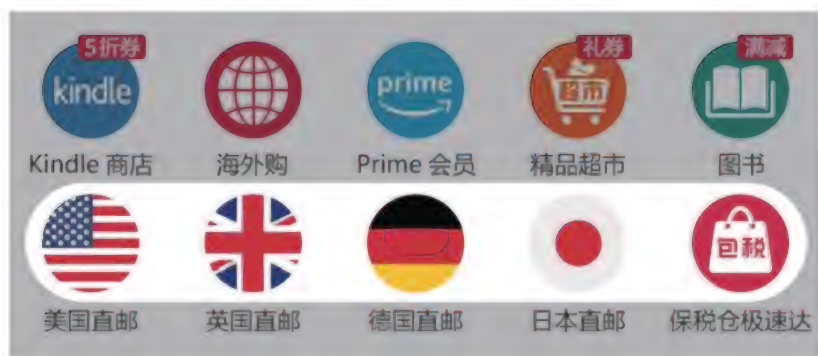 5折券
礼券
满减
kindle
prime
超市
Kindle 商店
海外购
Prime 会员
精品超市
图书
包税
美国直邮
英国直邮
德国直邮
日本直邮
保税仓极速达